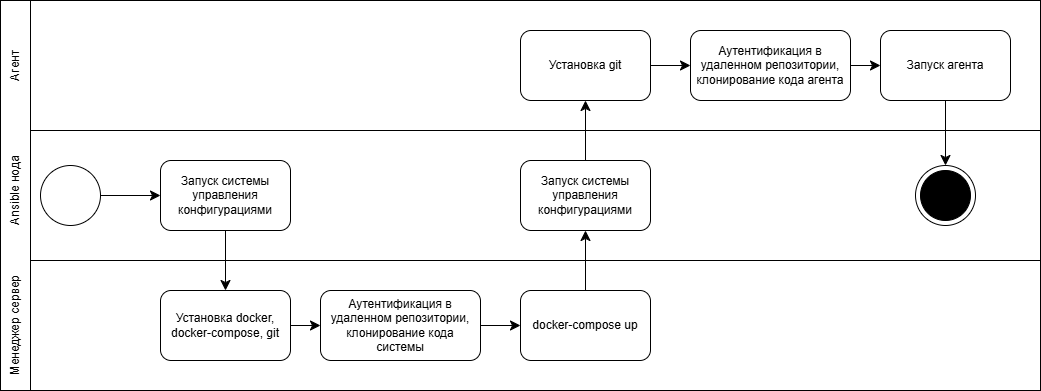 Агент
Установка git
Аутентификация в
удаленном репозитории,
клонирование кода агента
Запуск агента
Ansible нода
Запуск системы
управления
конфигурациями
Запуск системы
управления
конфигурациями
Менеджер сервер
Установка docker,
docker-compose, git
Аутентификация в
удаленном репозитории,
клонирование кода
системы
docker-compose up